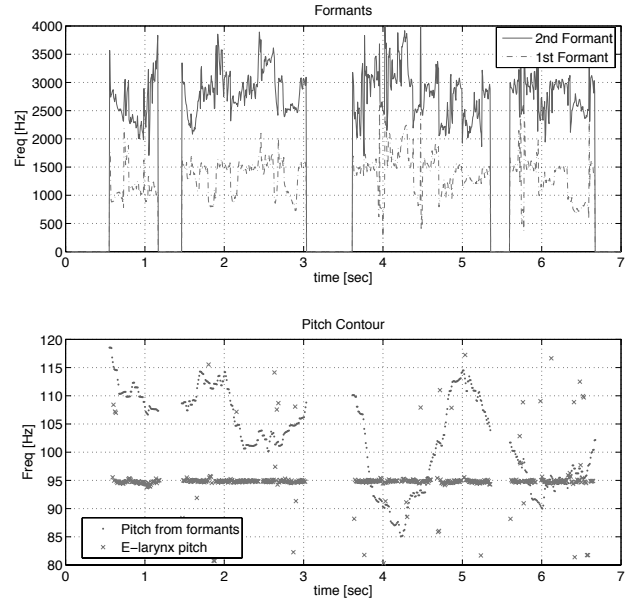 Formants
4000
3500
3000
2500
2000
1500
1000
500
0
Freq [Hz]
2nd Formant
1st Formant
0 1 2 3 4 5 6 7
time [sec]
Pitch Contour
120
115
110
105
100
95
90
85
80
Freq [Hz]
Pitch from formants
E-larynx pitch
0 1 2 3 4 5 6 7
time [sec]